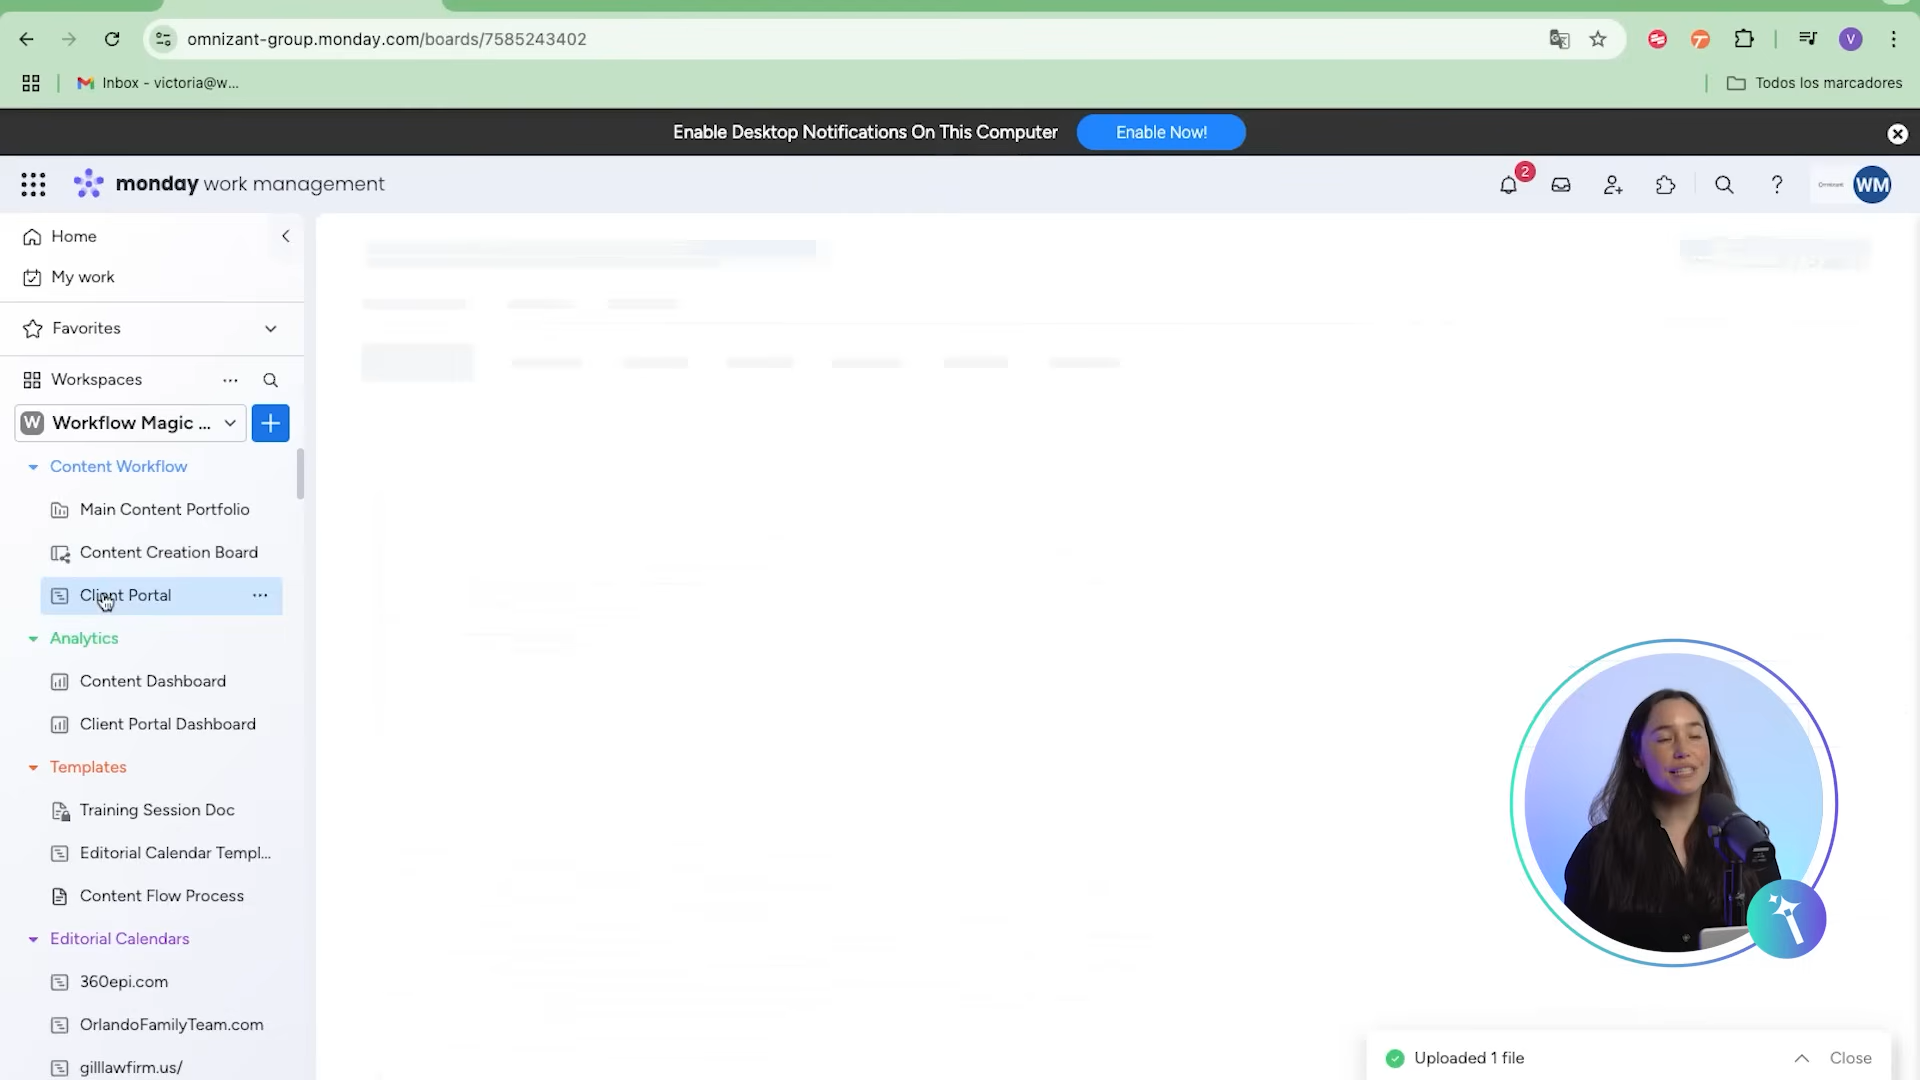 omnizant-group.monday.com/boards/7585243402
V
Inbox - victoria@w...
Todos los marcadores
Enable Desktop Notifications On This Computer
Enable Now!
monday work management
2
WM
Home
My work
Favorites
Workspaces
W
Workflow Magic ...
Content Workflow
Main Content Portfolio
Content Creation Board
Client Portal
Analytics
Content Dashboard
Client Portal Dashboard
Templates
Training Session Doc
Editorial Calendar Templ...
Content Flow Process
Editorial Calendars
360epi.com
OrlandoFamilyTeam.com
gilllawfirm.us/
Uploaded 1 file
Close